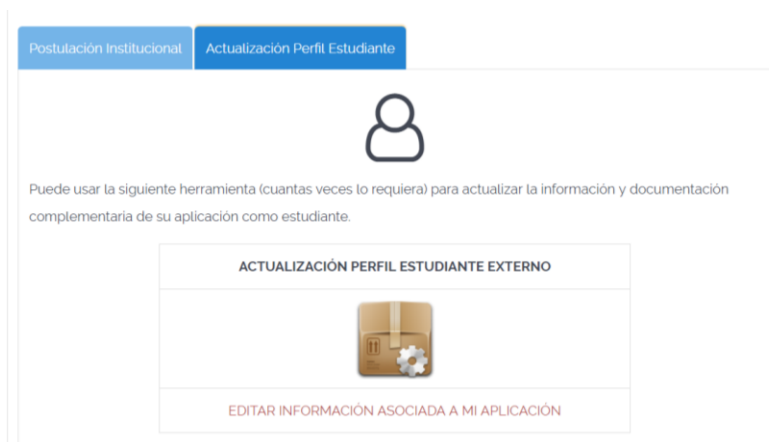 Postulación Institucional
Actualización Perfil Estudiante
Puede usar la siguiente herramienta (cuantas veces lo requiera) para actualizar la información y documentación
complementaria de su aplicación como estudiante.
ACTUALIZACIÓN PERFIL ESTUDIANTE EXTERNO
EDITAR INFORMACIÓN ASOCIADA A MI APLICACIÓN